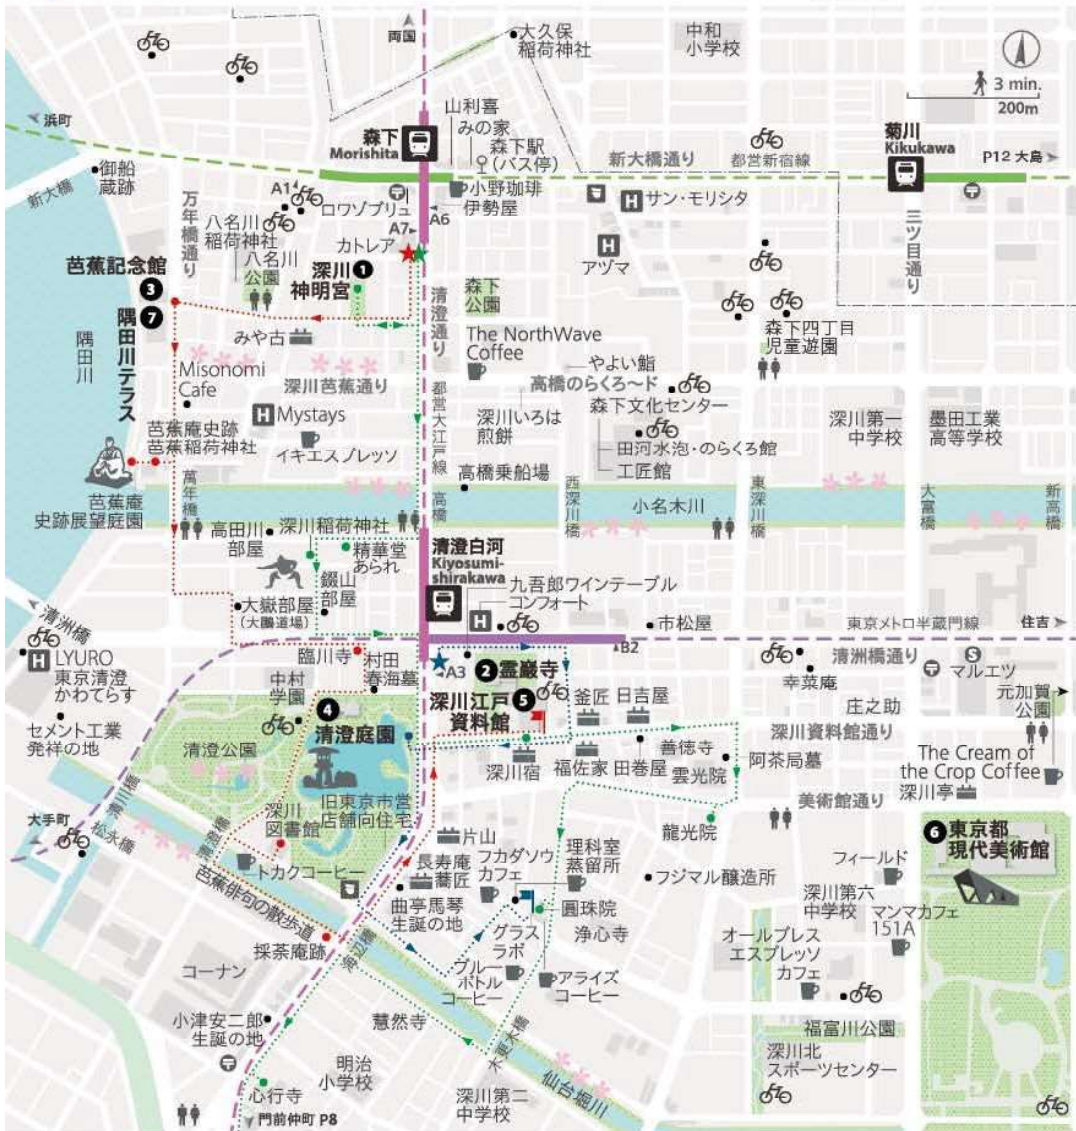 両国
大久保
稲荷神社
中和
小学校
3 min.
200m
浜町
森下
Morishita
山利喜
みの家
森下駅
(バス停)
新大橋通り
都営新宿線
菊川
Kikukawa
P12 大島
御船
蔵跡
新大橋
万年橋通り
A1
ロワゾブリュ
A7
A6
小野珈琲
伊勢屋
H サン・モリシタ
三ツ目通り
八名川
稲荷神社
八名川
公園
カトレア
深川
神明宮
1
H
アヅマ
芭蕉記念館
3
7
隅田川テラス
隅田川
清澄通り
森下
公園
森下四丁目
児童遊園
みや古
The NorthWave
Coffee
やよい鮨
高橋のらくろ〜ド
Misonomi
Cafe
深川芭蕉通り
都営大江戸線
深川いろは
煎餅
森下文化センター
田河水泡・のらくろ館
工匠館
深川第一
中学校
墨田工業
高等学校
H Mystays
イキエスプレッソ
芭蕉庵史跡
芭蕉稲荷神社
高橋乗船場
芭蕉庵
史跡展望庭園
萬年橋
高橋
西深川橋
小名木川
東深川橋
大富橋
新高橋
高田川
部屋
深川稲荷神社
精華堂
あられ
錣山
部屋
大嶽部屋
(大鵬道場)
清澄白河
Kiyosumi-
shirakawa
九吾郎ワインテーブル
コンフォート
H
市松屋
東京メトロ半蔵門線
住吉
清洲橋
H LYURO
東京清澄
かわてらす
臨川寺
村田
春海墓
中村
学園
A3
2 霊巌寺
B2
清洲橋通り
S
マルエツ
幸菜庵
元加賀
公園
セメント工業
発祥の地
4
清澄庭園
清澄公園
深川江戸
資料館
5
釜匠
日吉屋
庄之助
深川資料館通り
深川宿
福佐家
田巻屋
善徳寺
雲光院
阿茶局墓
The Cream of
the Crop Coffee
深川亭
清川橋
大手町
松永橋
清澄橋
深川
図書館
旧東京市営
店舗向住宅
美術館通り
龍光院
6 東京都
現代美術館
片山
長寿庵
蕎匠
フカダソウ
カフェ
理科室
蒸留所
フジマル醸造所
フィールド
トカクコーヒー
芭蕉俳句の散歩道
曲亭馬琴
生誕の地
圓珠院
深川第六
中学校
マンマカフェ
151A
採荼庵跡
海辺橋
グラス
ラボ
浄心寺
オールプレス
エスプレッソ
カフェ
コーナン
ブルー
ボトル
コーヒー
アライズ
コーヒー
小津安二郎
生誕の地
慧然寺
木更木橋
福富川公園
深川北
スポーツセンター
明治
小学校
心行寺
深川第二
中学校
仙台堀川
門前仲町 P8